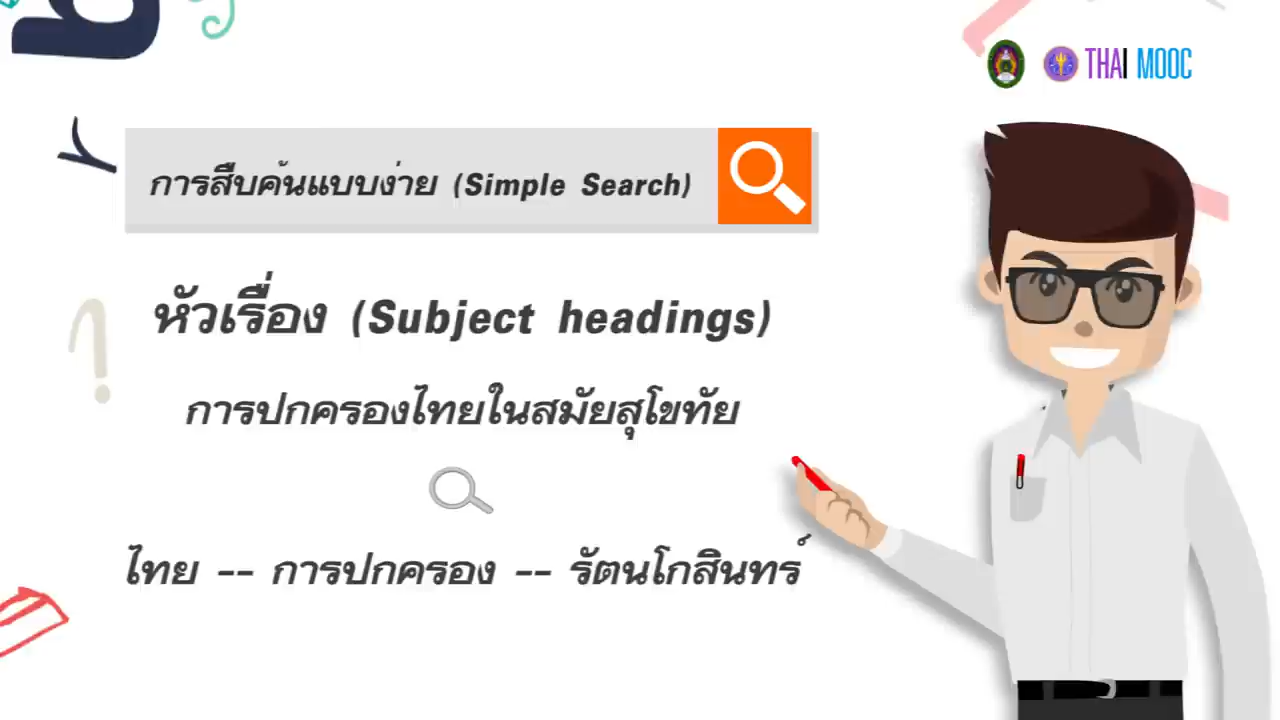 THAI MOOC
การสืบค้นแบบง่าย (Simple Search)
หัวเรื่อง (Subject headings)
การปกครองไทยในสมัยสุโขทัย
ไทย -- การปกครอง -- รัตนโกสินทร์